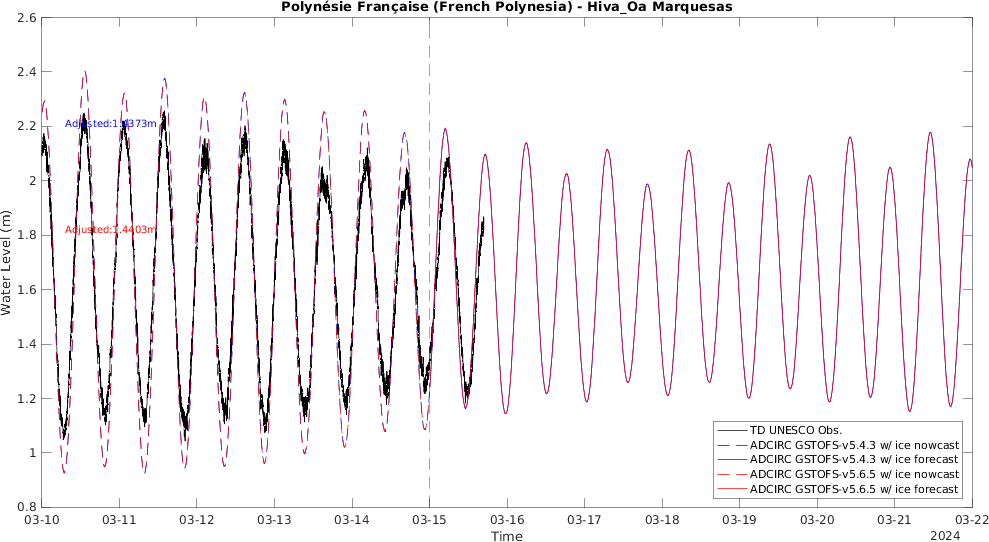 Polynésie Française (French Polynesia) - Hiva_Oa Marquesas
2.6
2.4
2.2
2
1.8
1.6
1.4
1.2
1
0.8
Water Level (m)
Adjusted:1.4373m
Adjusted:1.4403m
TD UNESCO Obs.
ADCIRC GSTOFS-v5.4.3 w/ ice nowcast
ADCIRC GSTOFS-v5.4.3 w/ ice forecast
ADCIRC GSTOFS-v5.6.5 w/ ice nowcast
ADCIRC GSTOFS-v5.6.5 w/ ice forecast
03-10 03-11 03-12 03-13 03-14 03-15 03-16 03-17 03-18 03-19 03-20 03-21 03-22
Time
2024